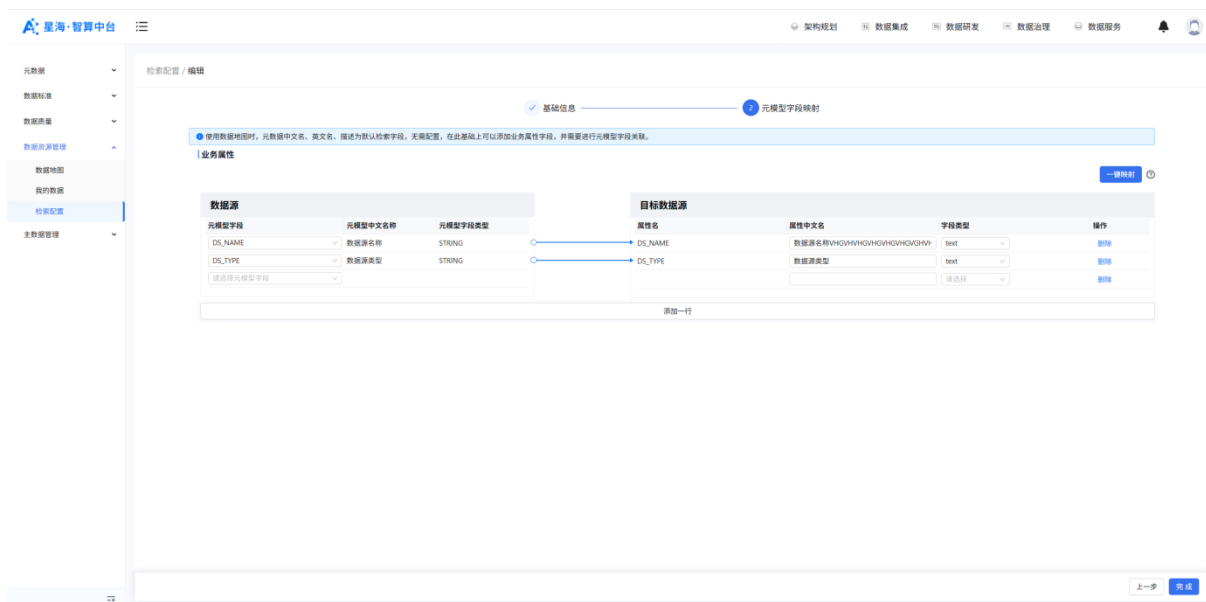 星海·智算中台 架构规划 数据集成 数据研发 数据治理 数据服务
元数据
数据标准
数据质量
数据资源管理
数据地图
我的数据
检索配置
主数据管理
检索配置 / 编辑
基础信息 2 元模型字段映射
使用数据地图时，元数据中文名、英文名、描述为默认检索字段，无需配置，在此基础上可以添加业务属性字段，并需要进行元模型字段关联。
业务属性
一键映射
数据源 目标数据源
元模型字段 元模型中文名称 元模型字段类型 属性名 属性中文名 字段类型 操作
DS_NAME 数据源名称 STRING DS_NAME 数据源名称VHGVHVHGVHGVHGVHGVGHVH text 删除
DS_TYPE 数据源类型 STRING DS_TYPE 数据源类型 text 删除
请选择元模型字段 请选择 删除
添加一行
上一步 完成